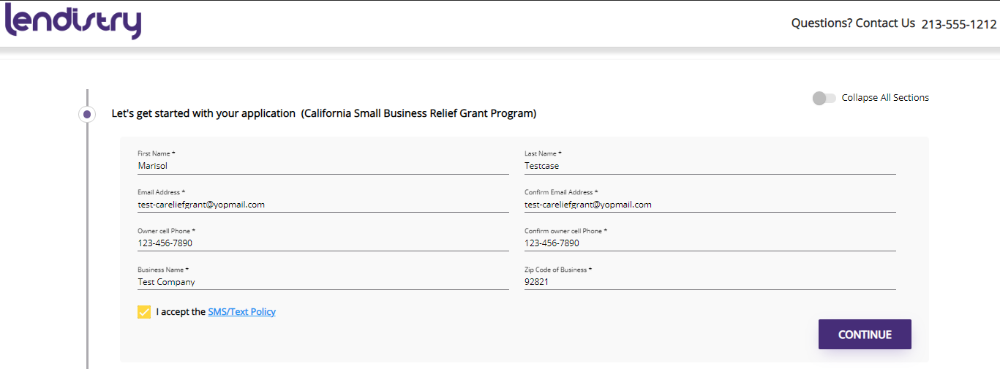 lendistry
Questions? Contact Us 213-555-1212
Collapse All Sections
Let's get started with your application (California Small Business Relief Grant Program)
First Name *
Marisol
Last Name *
Testcase
Email Address *
test-careliefgrant@yopmail.com
Confirm Email Address *
test-careliefgrant@yopmail.com
Owner cell Phone *
123-456-7890
Confirm owner cell Phone *
123-456-7890
Business Name *
Test Company
Zip Code of Business *
92821
I accept the SMS/Text Policy
CONTINUE